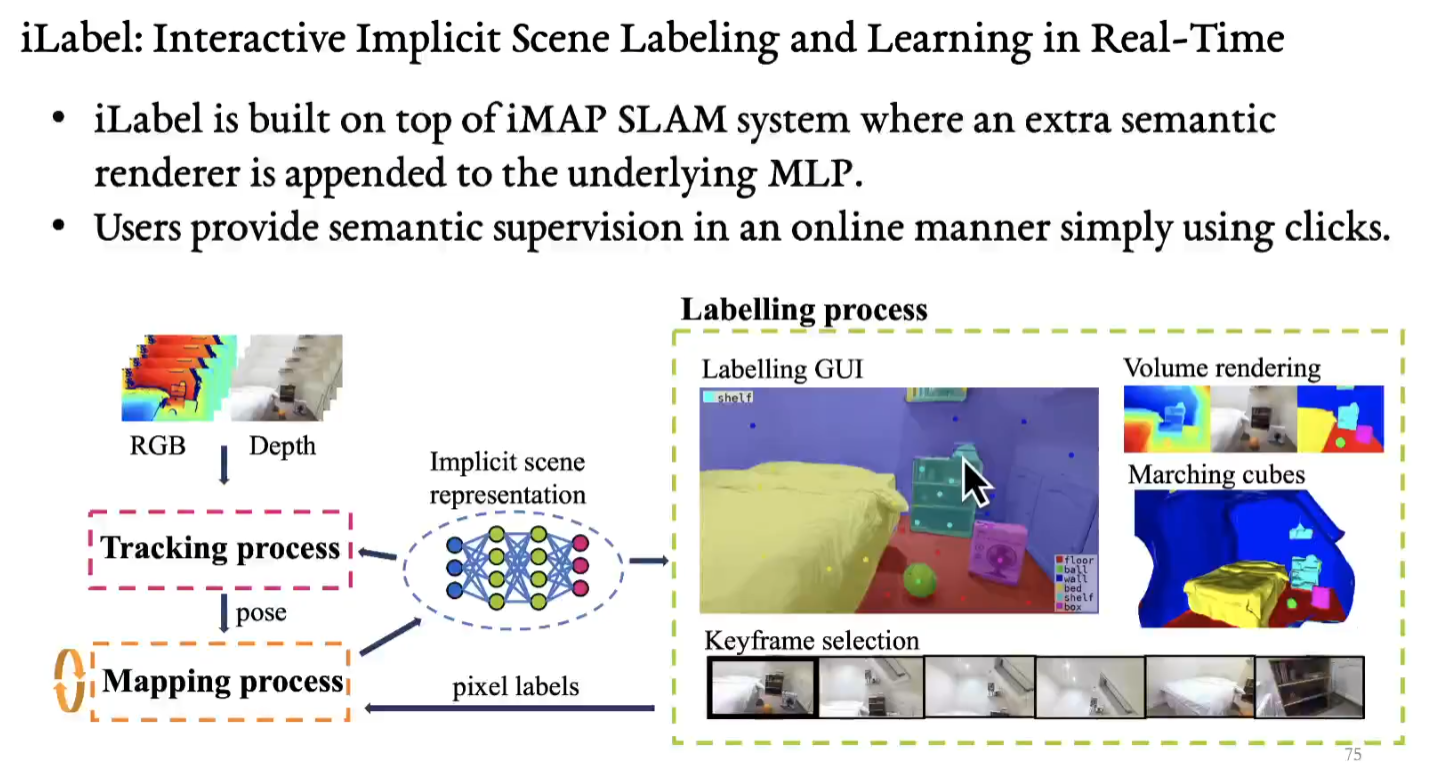 iLabel: Interactive Implicit Scene Labeling and Learning in Real-Time
• iLabel is built on top of iMAP SLAM system where an extra semantic
renderer is appended to the underlying MLP.
• Users provide semantic supervision in an online manner simply using clicks.
RGB
Depth
Tracking process
pose
Mapping process
Implicit scene
representation
pixel labels
Labelling process
Labelling GUI
shelf
floor
ball
wall
bed
shelf
box
Volume rendering
Marching cubes
Keyframe selection
75